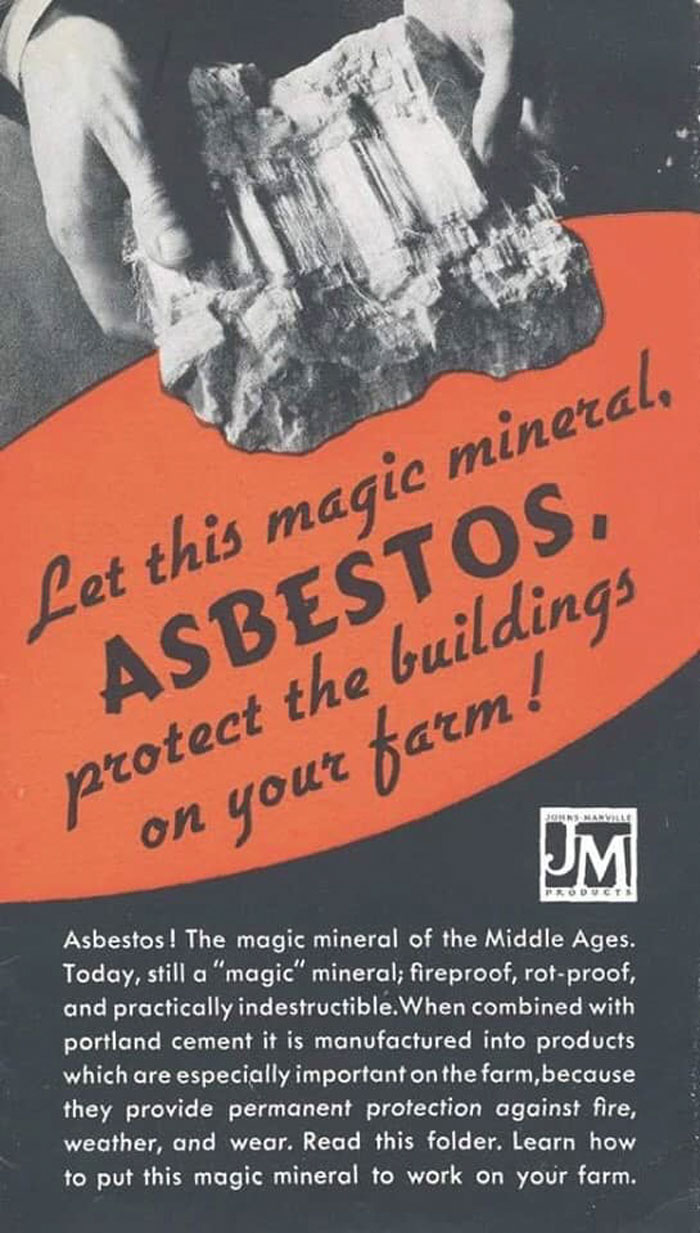 Let this magic mineral,
ASBESTOS,
protect the buildings
on your farm!
JOHNS-MANVILLE
JM
PRODUCTS
Asbestos! The magic mineral of the Middle Ages.
Today, still a "magic" mineral; fireproof, rot-proof,
and practically indestructible. When combined with
portland cement it is manufactured into products
which are especially important on the farm, because
they provide permanent protection against fire,
weather, and wear. Read this folder. Learn how
to put this magic mineral to work on your farm.